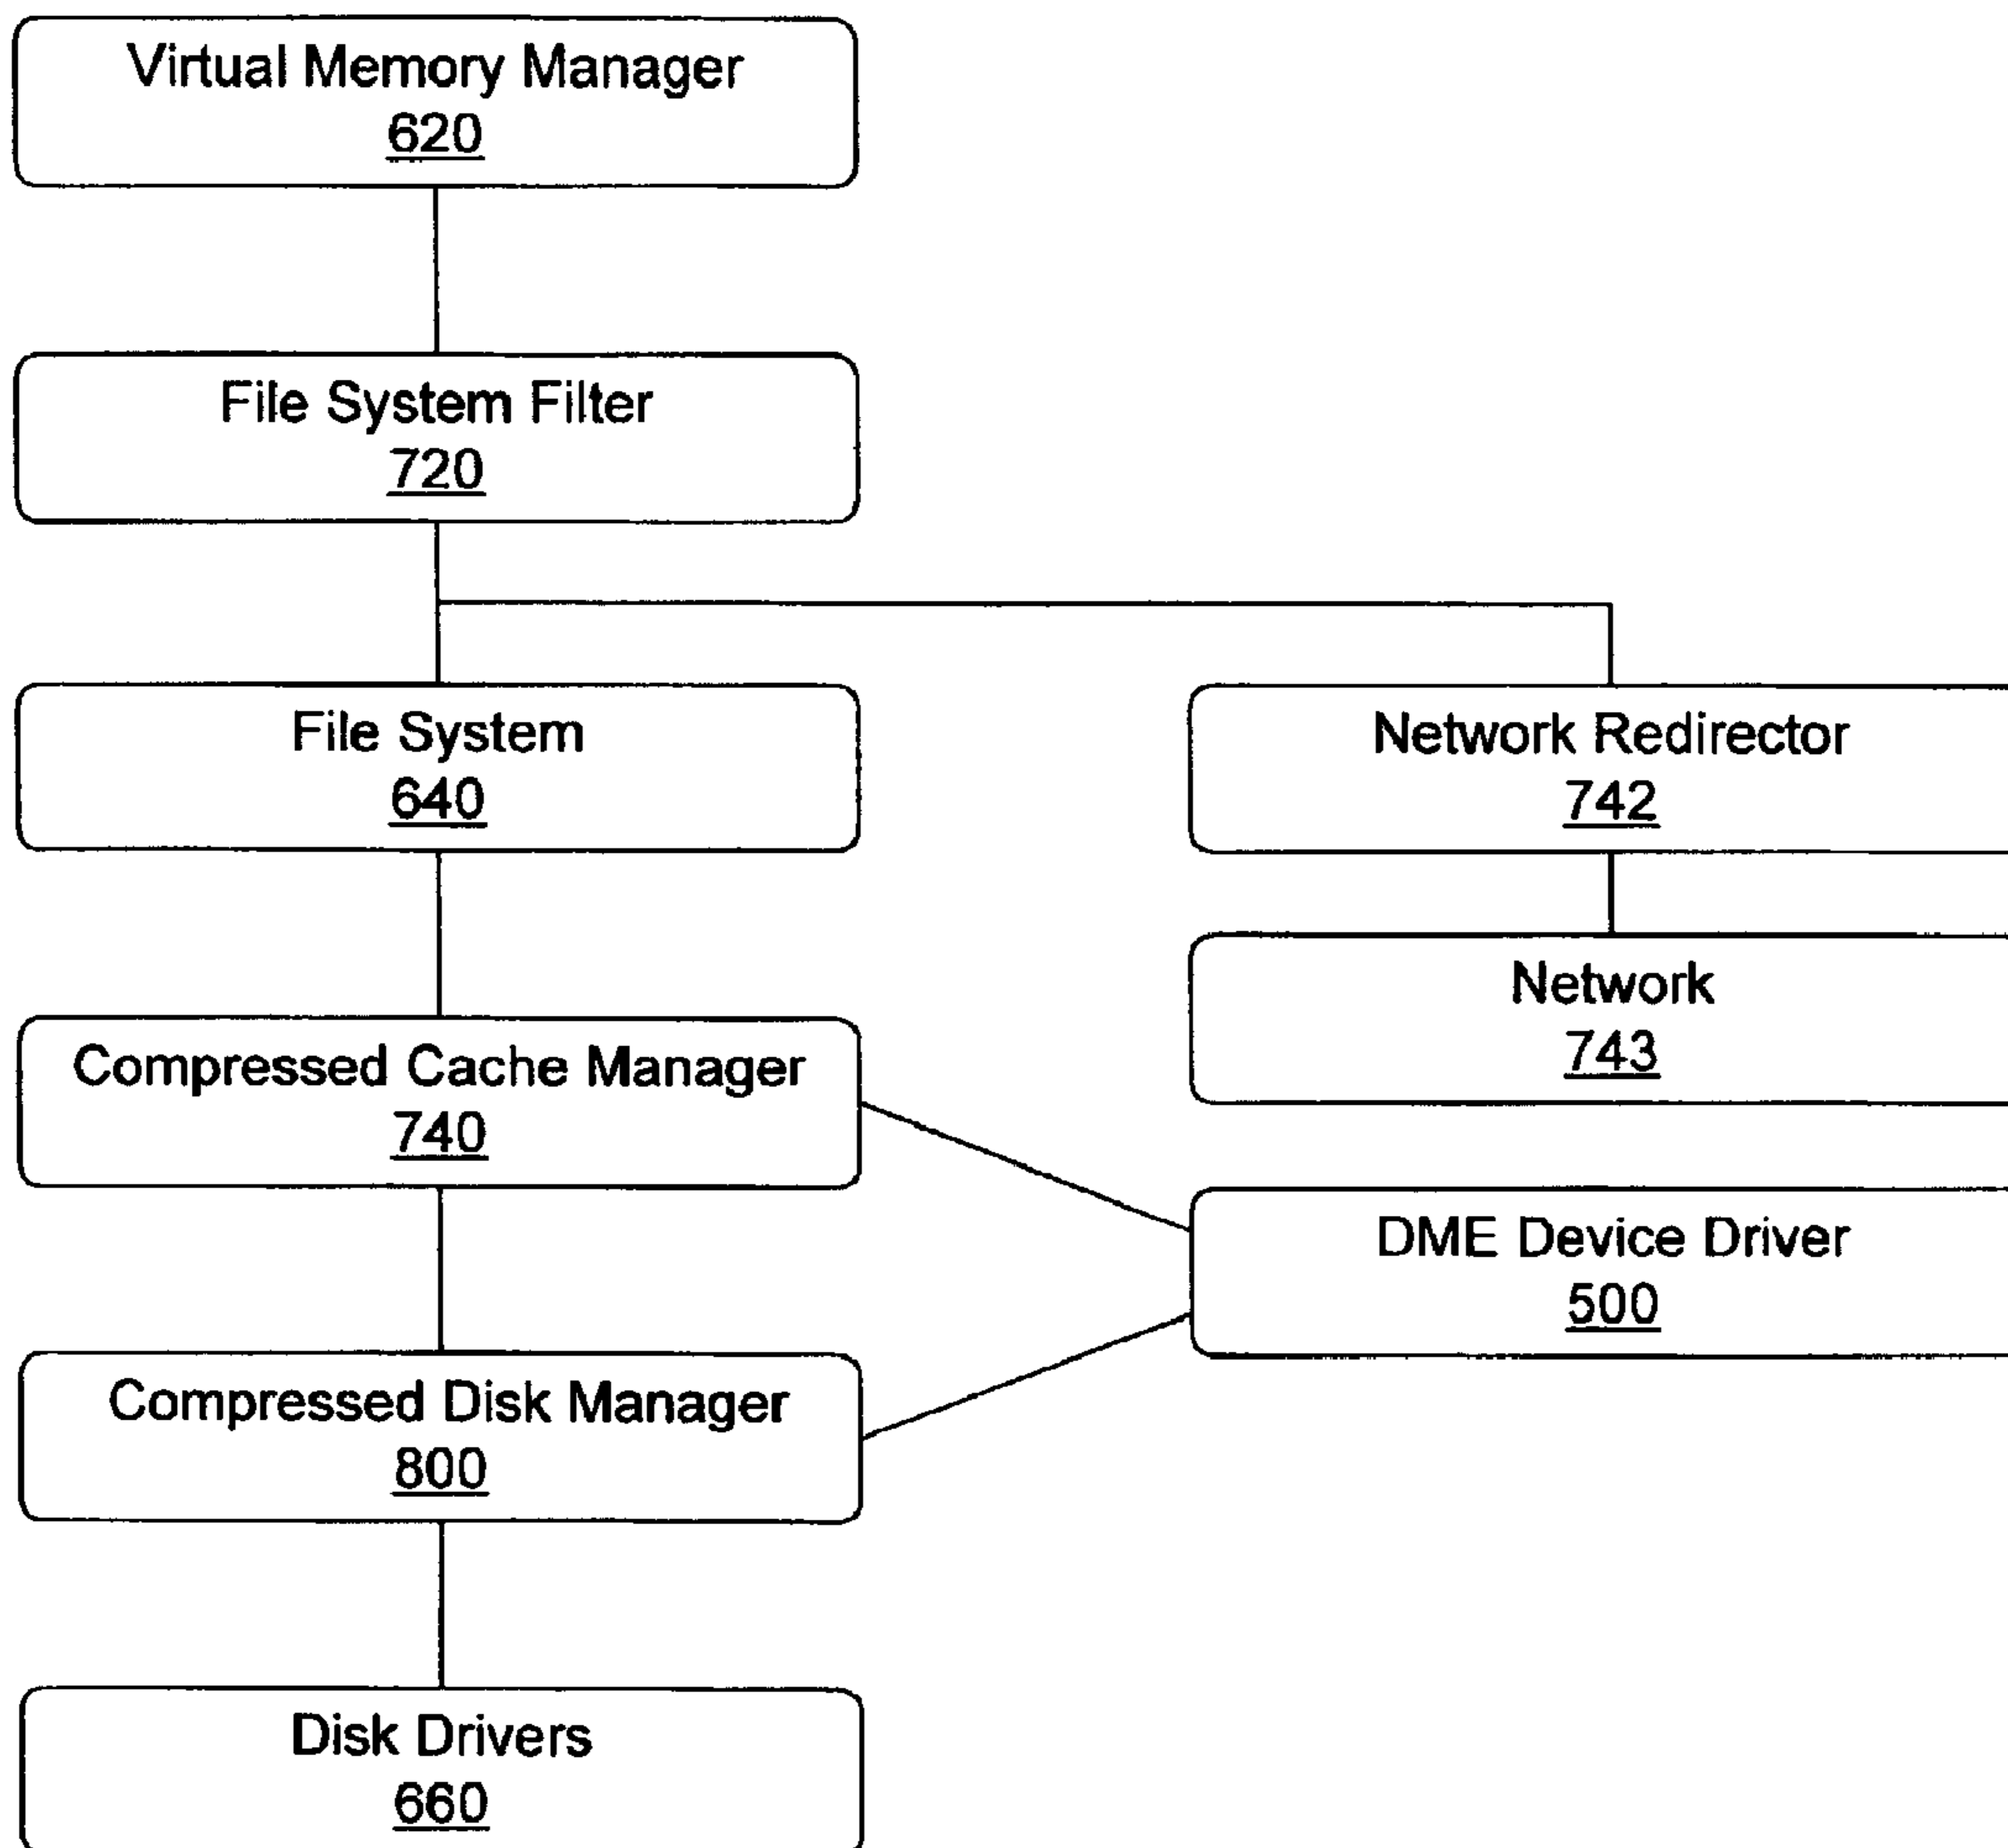 Virtual Memory Manager
620
File System Filter
720
File System
640
Network Redirector
742
Network
743
Compressed Cache Manager
740
DME Device Driver
500
Compressed Disk Manager
800
Disk Drivers
660